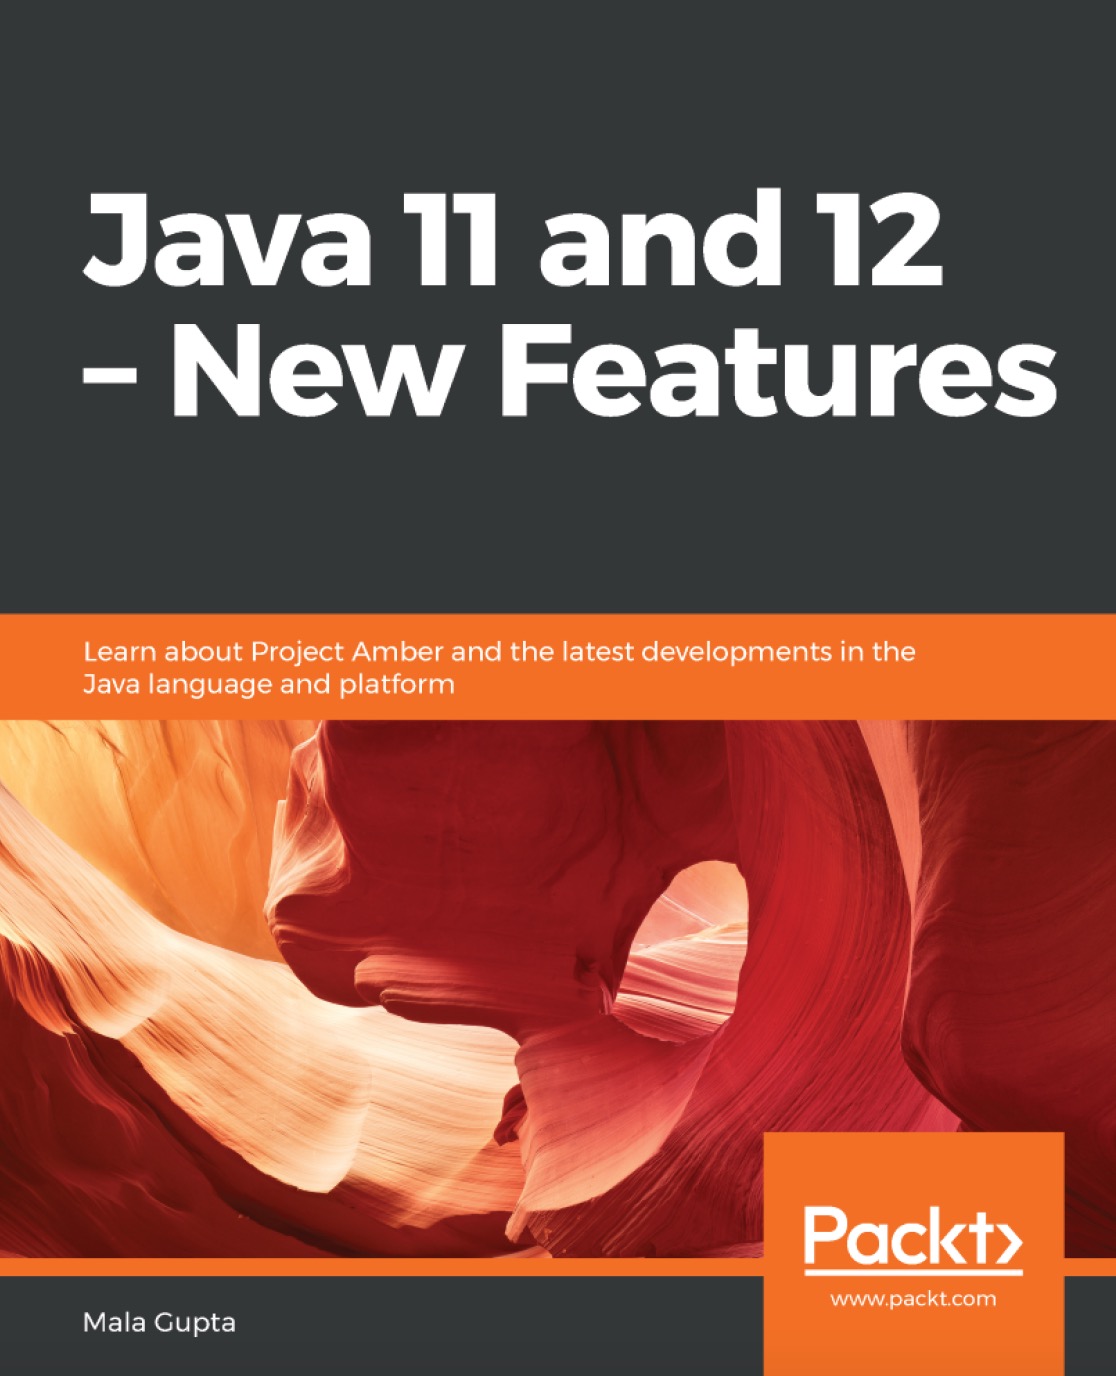 Java 11 and 12
– New Features
Learn about Project Amber and the latest developments in the
Java language and platform
Packt>
www.packt.com
Mala Gupta